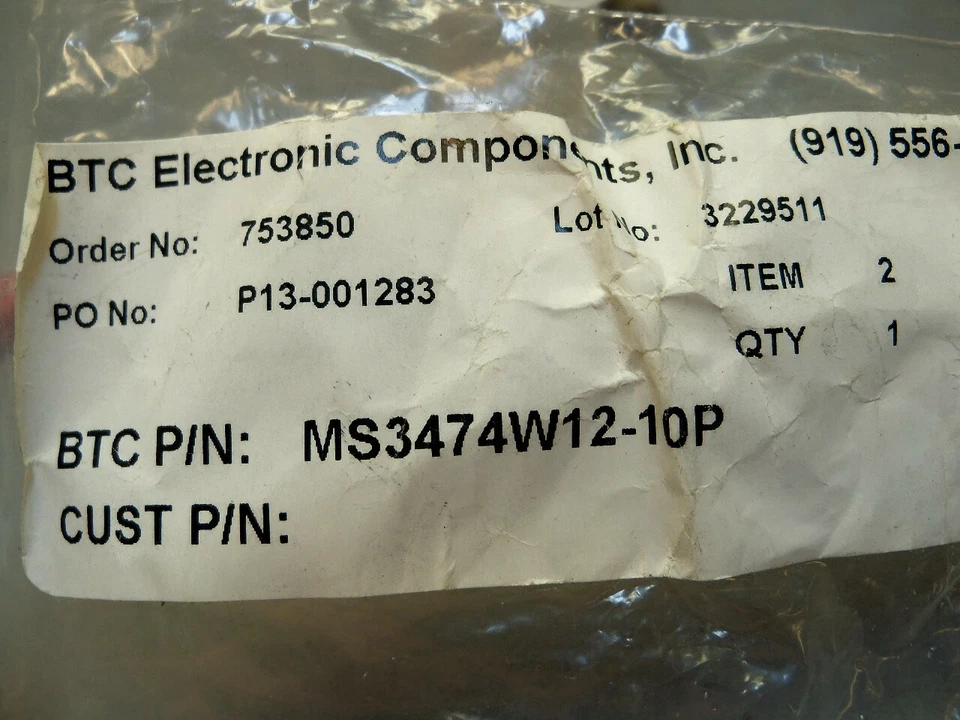 BTC Electronic Components, Inc. (919) 556-
Order No: 753850 Lot No: 3229511
PO No: P13-001283 ITEM 2
QTY 1
BTC P/N: MS3474W12-10P
CUST P/N: